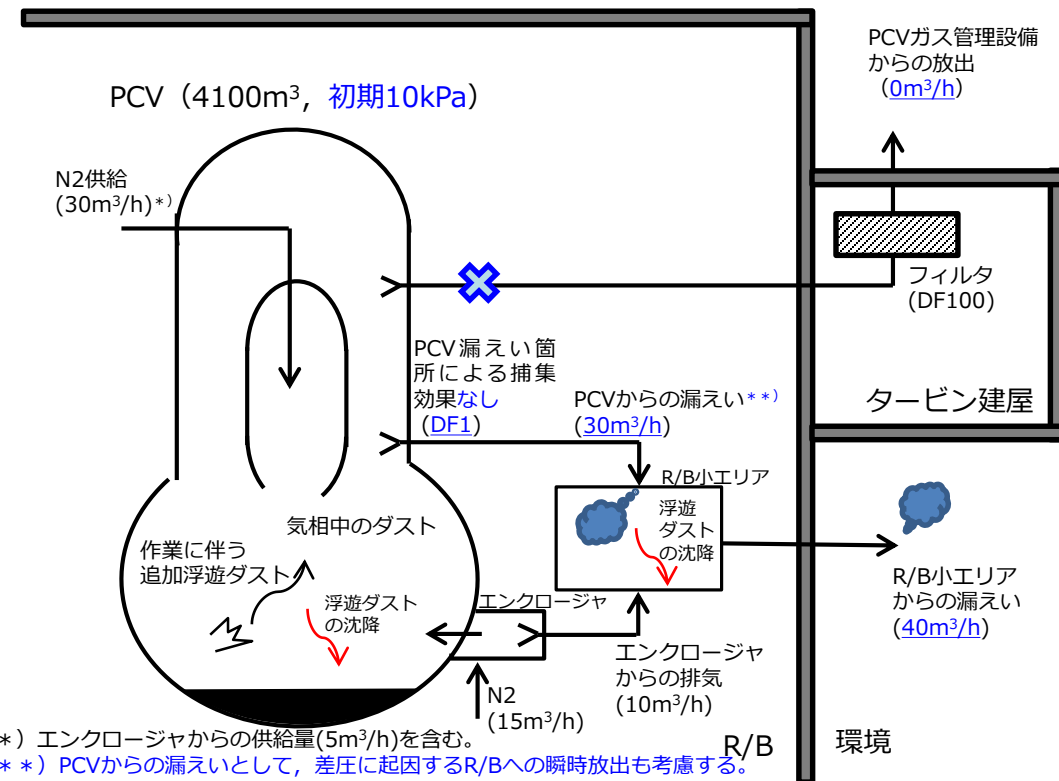 PCVガス管理設備
からの放出
(0m³/h)
PCV（4100m³，初期10kPa）
N2供給
(30m³/h)*）
フィルタ
(DF100)
PCV漏えい箇
所による捕集
効果なし
(DF1)
PCVからの漏えい**）
(30m³/h)
タービン建屋
R/B小エリア
浮遊
ダスト
の沈降
気相中のダスト
作業に伴う
追加浮遊ダスト
浮遊ダスト
の沈降
エンクロージャ
R/B小エリア
からの漏えい
(40m³/h)
エンクロージャ
からの排気
(10m³/h)
N2
(15m³/h)
R/B
環境
*）エンクロージャからの供給量(5m³/h)を含む。
**）PCVからの漏えいとして，差圧に起因するR/Bへの瞬時放出も考慮する。